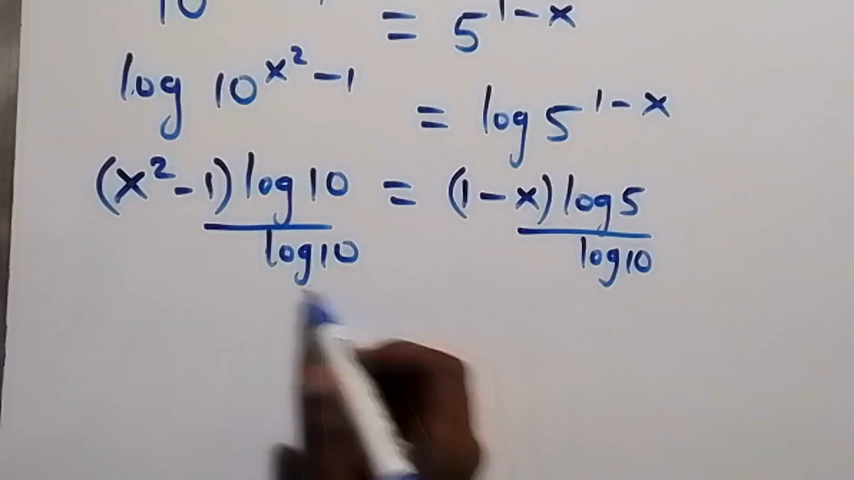 = 5^{1-x}
log 10^{x²-1} = log 5^{1-x}
(x²-1) log 10 = (1-x) log 5
log 10 log 10